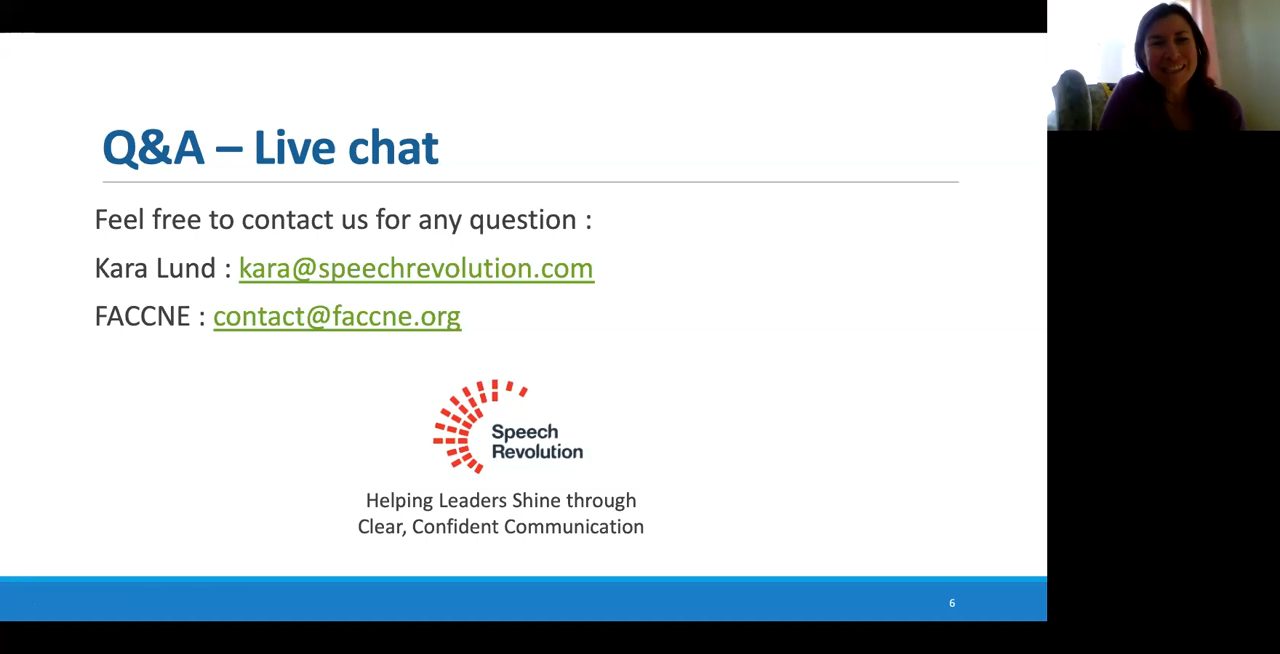 Q&A – Live chat
Feel free to contact us for any question :
Kara Lund : kara@speechrevolution.com
FACCNE : contact@faccne.org
Speech
Revolution
Helping Leaders Shine through
Clear, Confident Communication
6